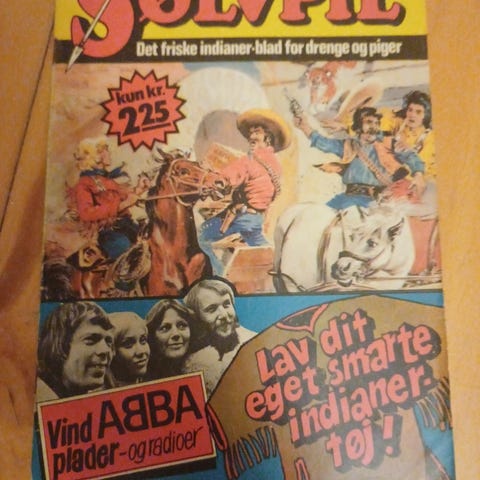 SØLVPIL
Det friske indianer-blad for drenge og piger
kun kr.
2.25
Lav dit
eget smarte
indianer-
tøj!
Vind ABBA
plader-og radioer